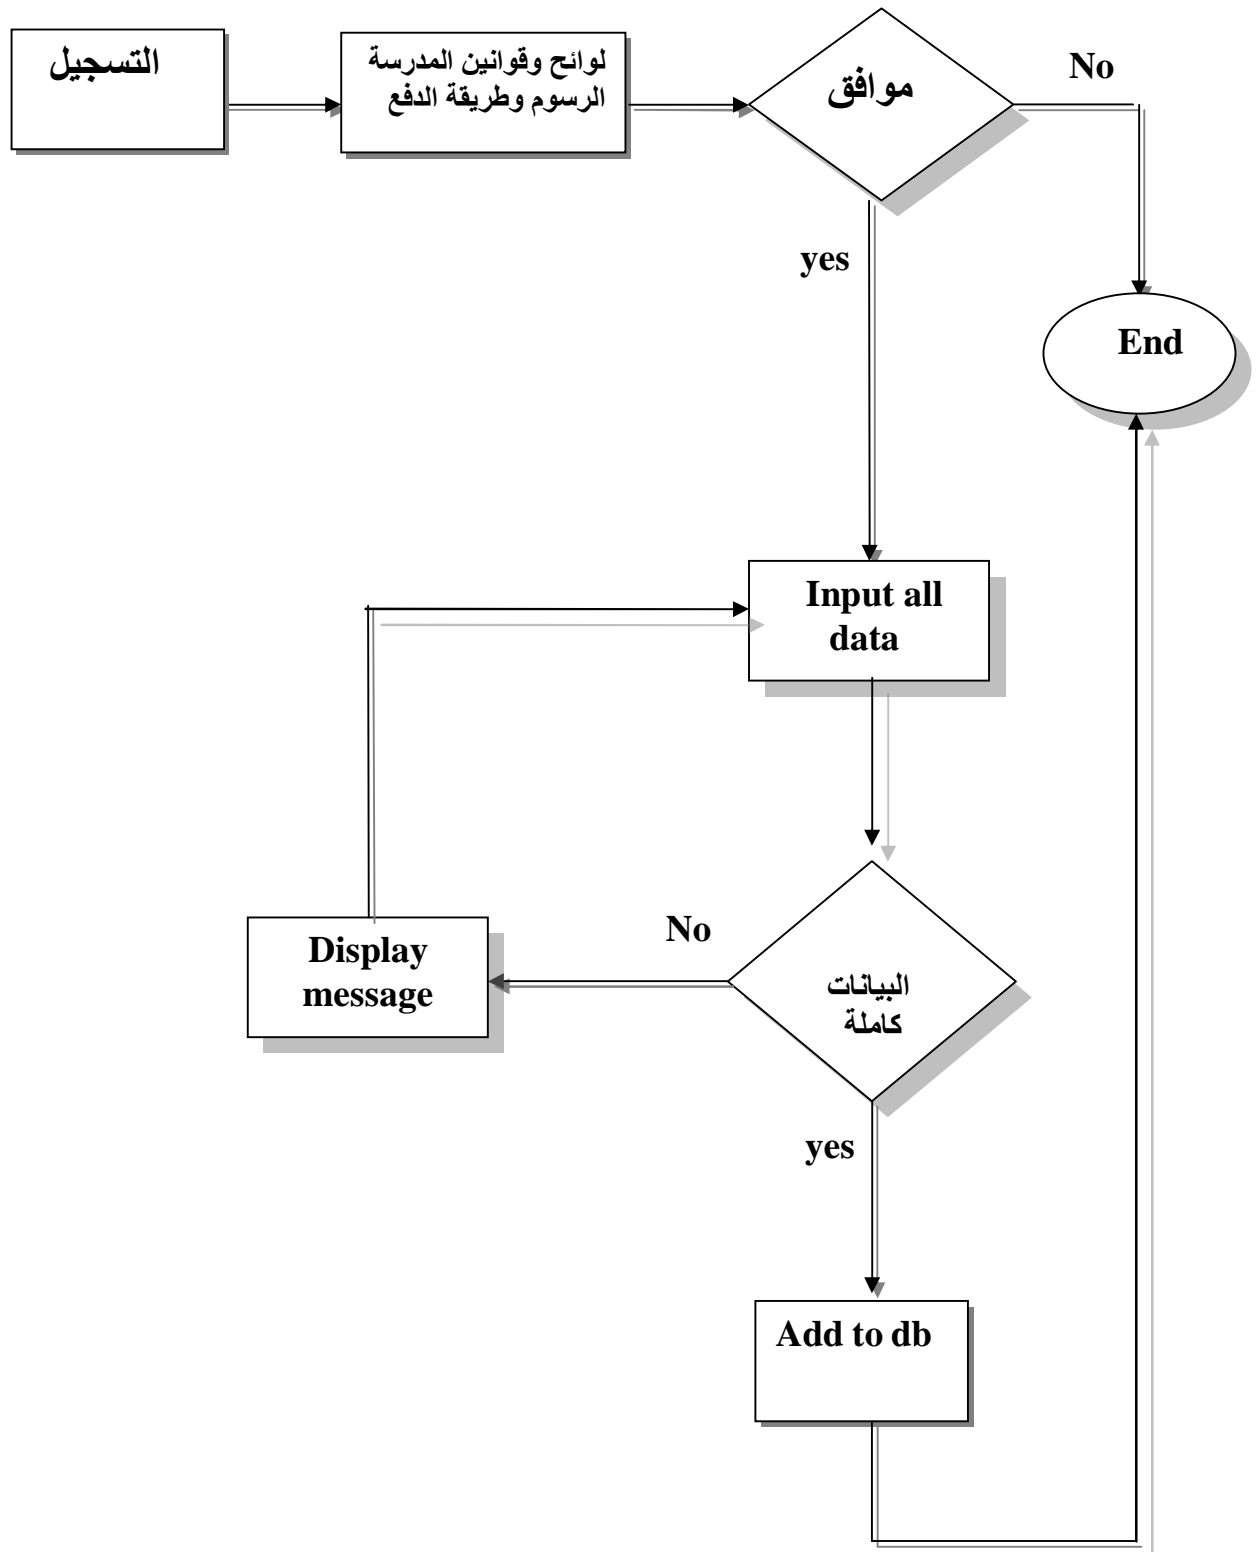 التسجيل
لوائح وقوانين المدرسة
الرسوم وطريقة الدفع
موافق
No
yes
End
Input all
data
No
Display
message
البيانات
كاملة
yes
Add to db